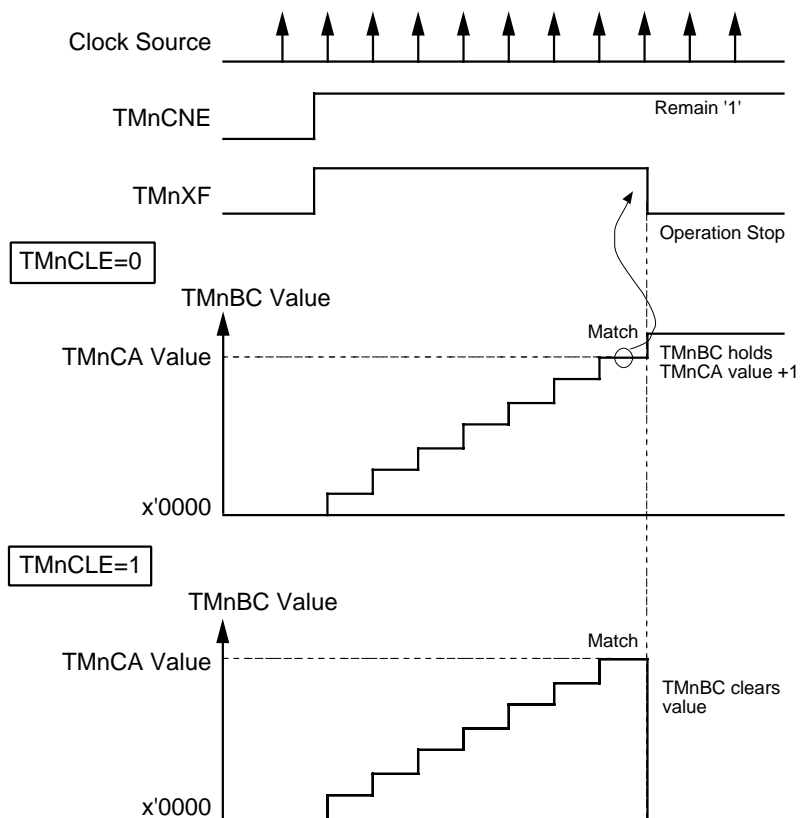 Clock Source
TMnCNE
Remain '1'
TMnXF
Operation Stop
TMnCLE=0
TMnBC Value
Match
TMnCA Value
TMnBC holds
TMnCA value +1
x'0000
TMnCLE=1
TMnBC Value
Match
TMnCA Value
TMnBC clears
value
x'0000